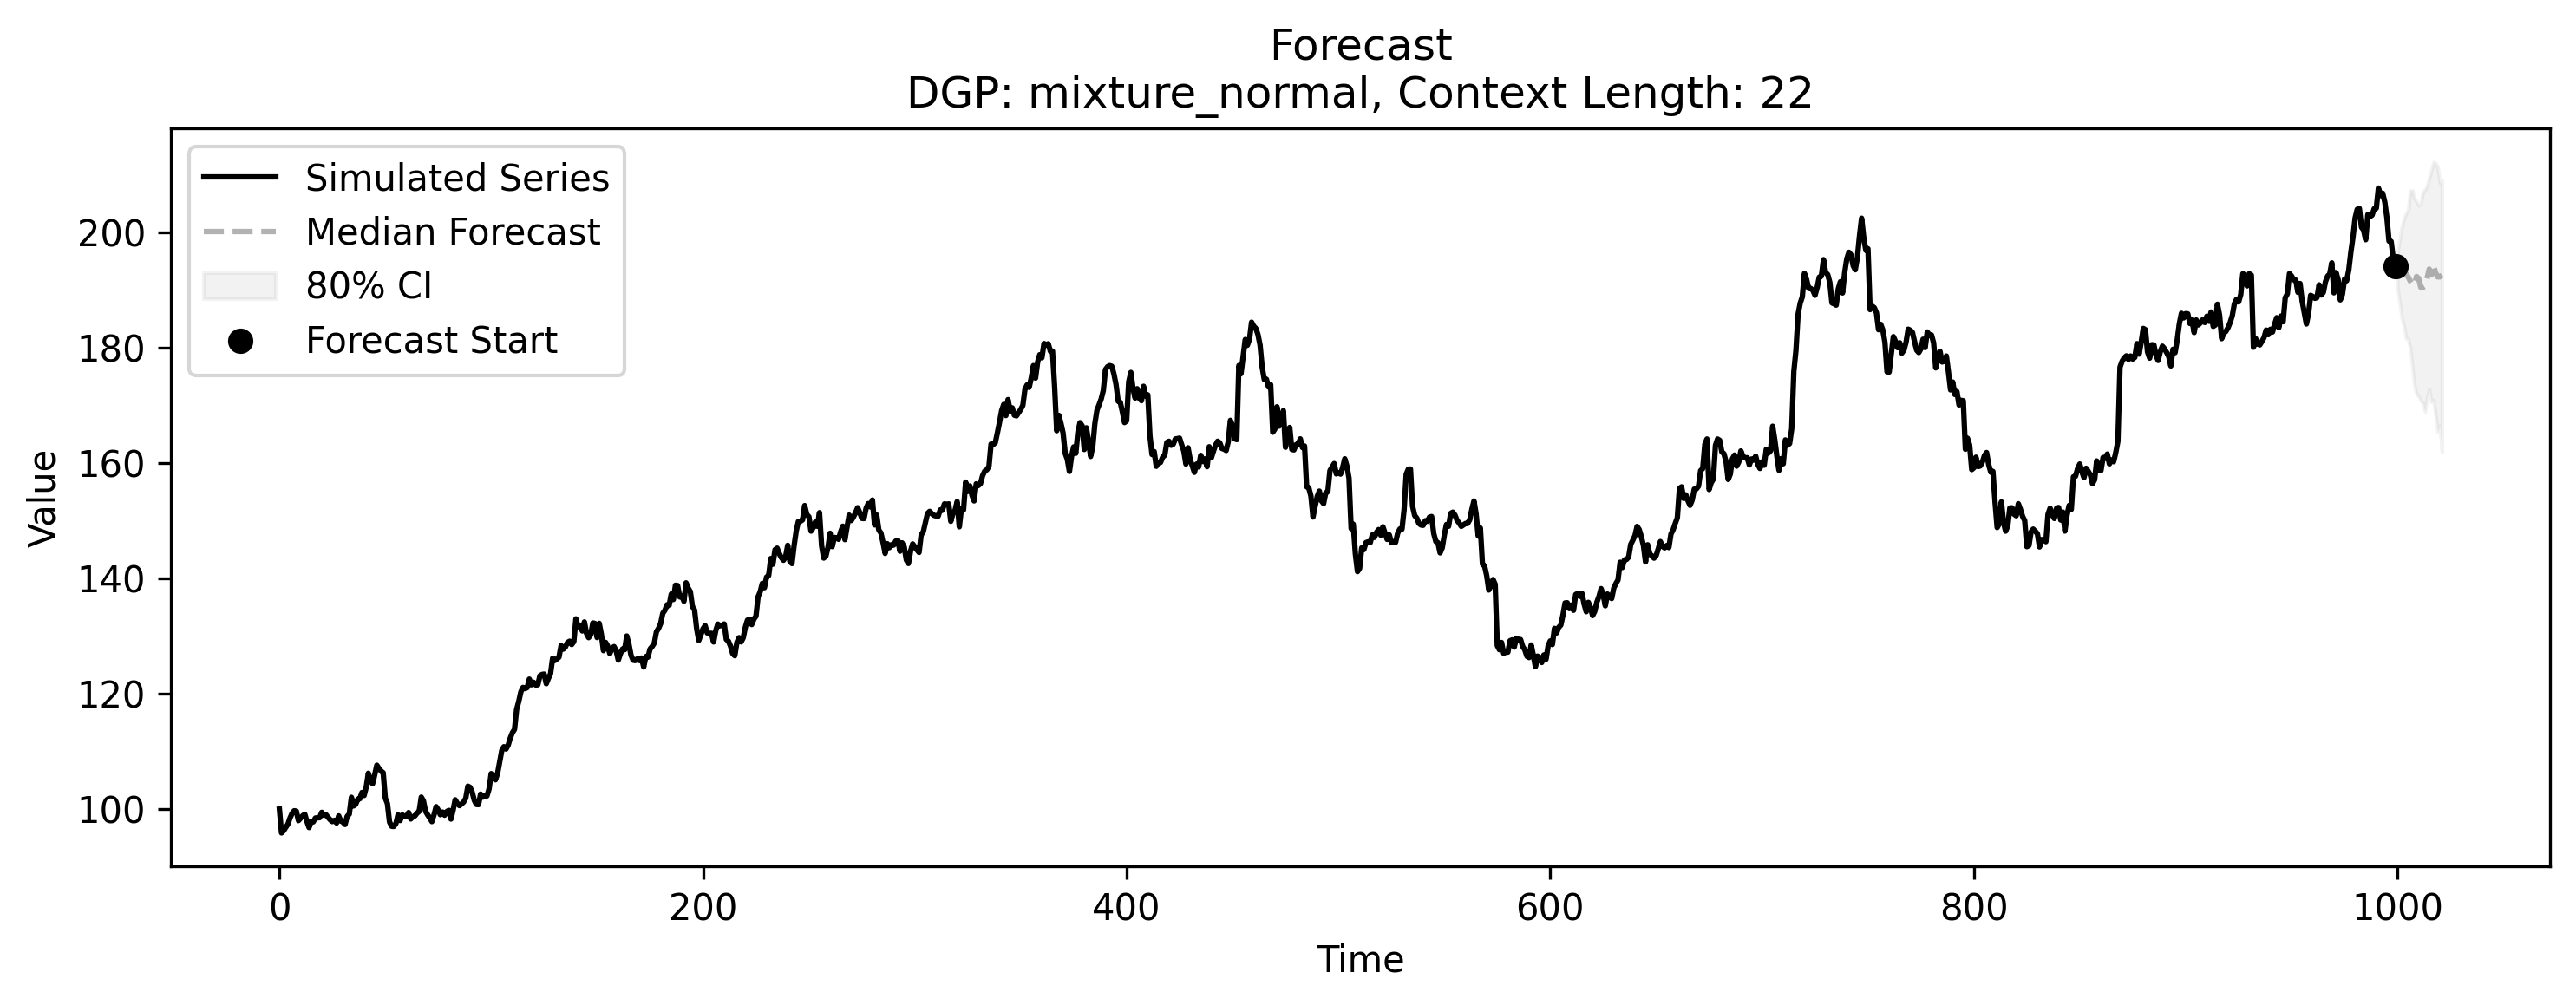 Forecast
DGP: mixture_normal, Context Length: 22
Simulated Series
Median Forecast
80% CI
Forecast Start
Value
200
180
160
140
120
100
0
200
400
600
800
1000
Time